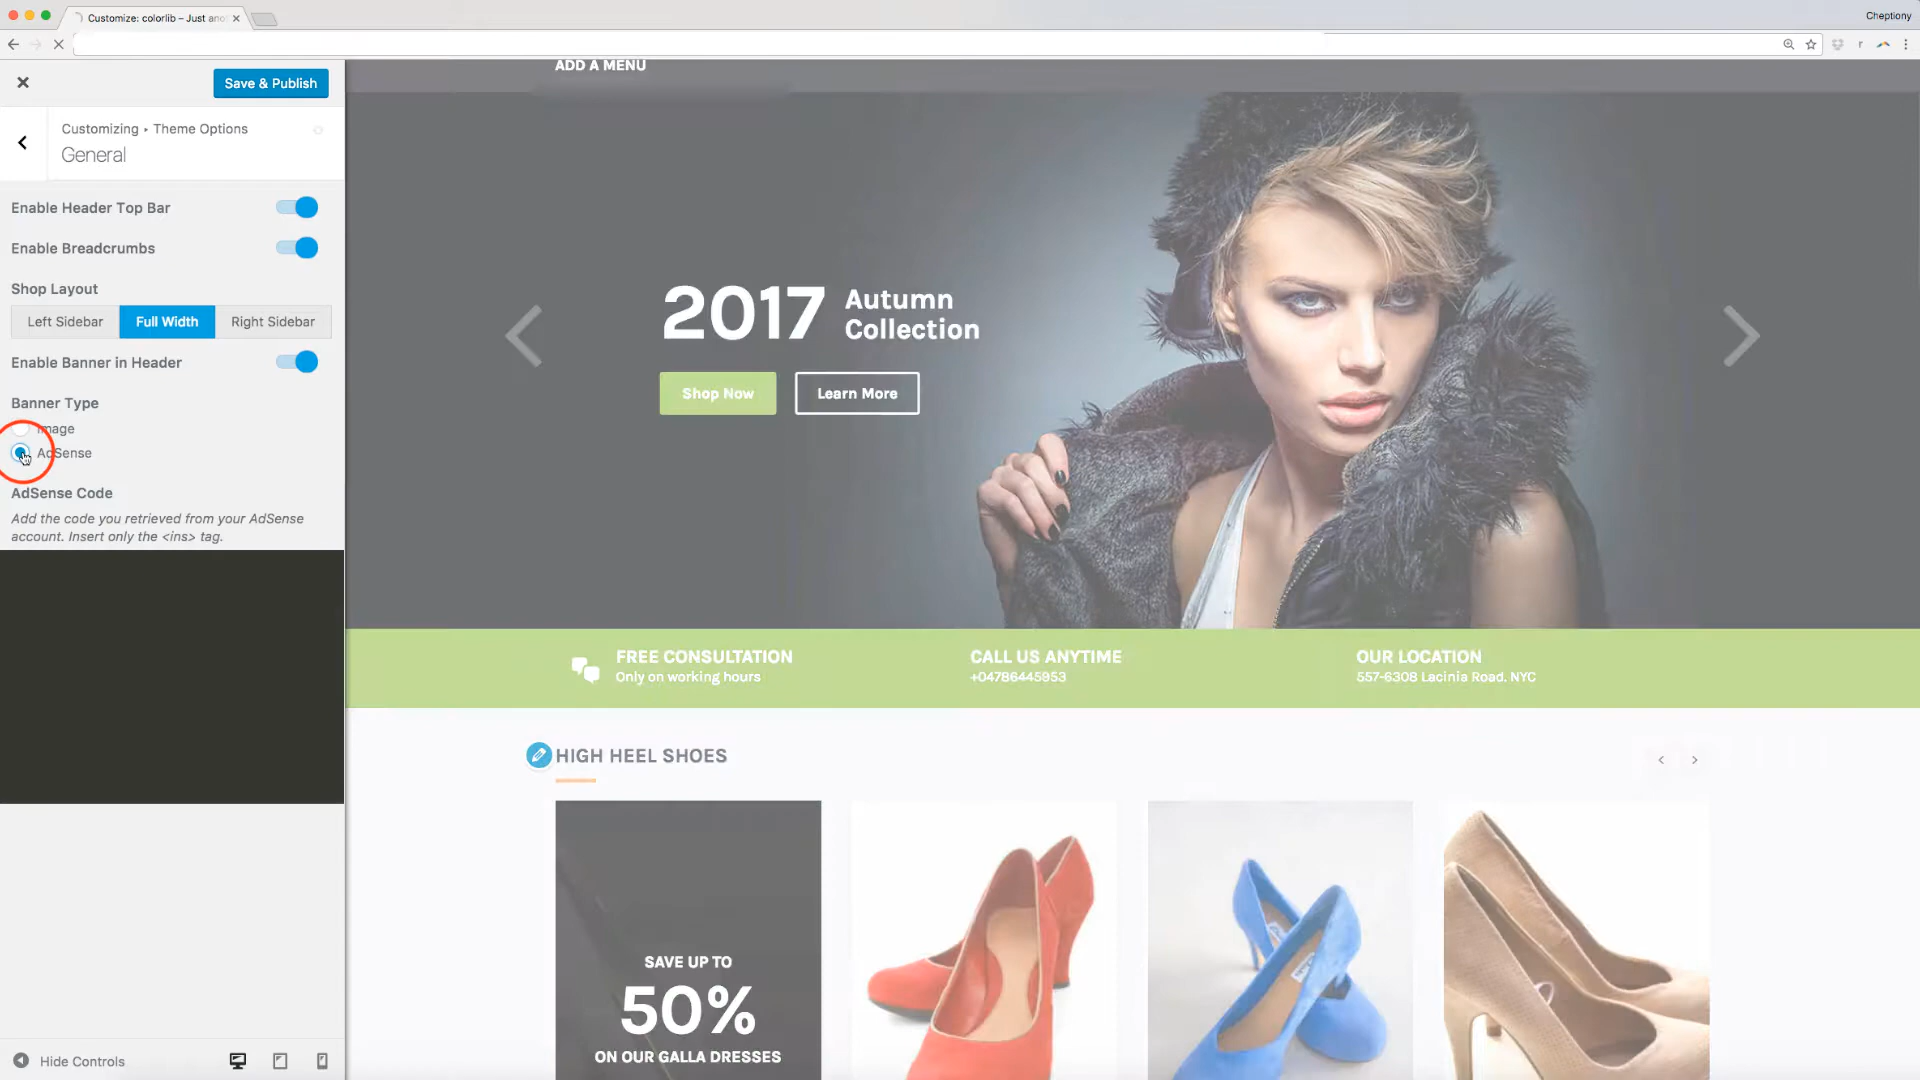 Customize: colorlib – Just ano
Cheptiony
Save & Publish
Customizing ▸ Theme Options
General
Enable Header Top Bar
Enable Breadcrumbs
Shop Layout
Left Sidebar
Full Width
Right Sidebar
Enable Banner in Header
Banner Type
Image
AdSense
AdSense Code
Add the code you retrieved from your AdSense
account. Insert only the <ins> tag.
Hide Controls
ADD A MENU
2017 Autumn
Collection
Shop Now
Learn More
FREE CONSULTATION
Only on working hours
CALL US ANYTIME
+04786445953
OUR LOCATION
557-6308 Lacinia Road. NYC
HIGH HEEL SHOES
SAVE UP TO
50%
ON OUR GALLA DRESSES